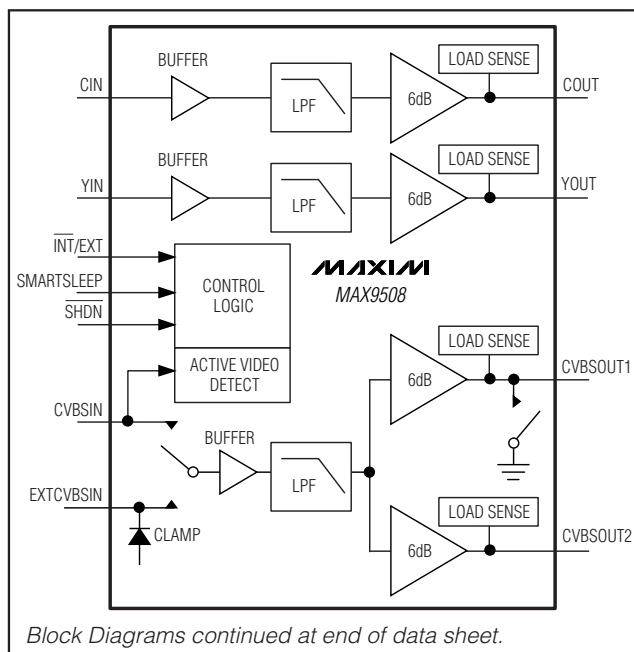 BUFFER
LOAD SENSE
CIN
LPF
6dB
COUT
BUFFER
LOAD SENSE
YIN
LPF
6dB
YOUT
INT/EXT
SMARTSLEEP
SHDN
CONTROL
LOGIC
MAXIM
MAX9508
ACTIVE VIDEO
DETECT
LOAD SENSE
6dB
CVBSOUT1
CVBSIN
BUFFER
LPF
EXTCVBSIN
CLAMP
LOAD SENSE
6dB
CVBSOUT2
Block Diagrams continued at end of data sheet.